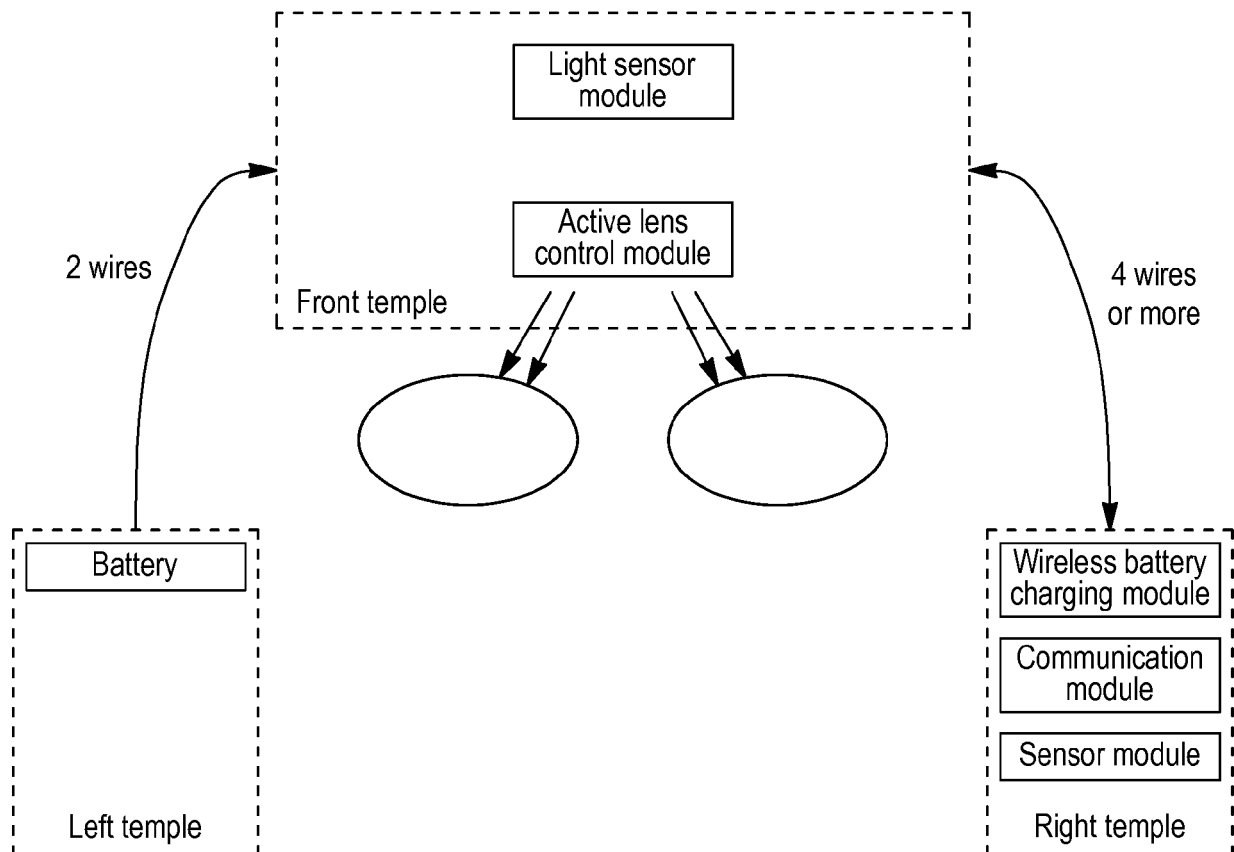 Light sensor
module
Active lens
control module
Front temple
2 wires
4 wires
or more
Battery
Left temple
Wireless battery
charging module
Communication
module
Sensor module
Right temple